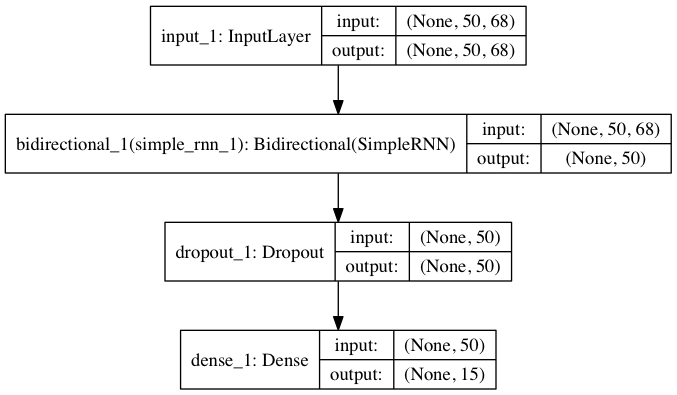 input_1: InputLayer
input: (None, 50, 68)
output: (None, 50, 68)
bidirectional_1(simple_rnn_1): Bidirectional(SimpleRNN)
input: (None, 50, 68)
output: (None, 50)
dropout_1: Dropout
input: (None, 50)
output: (None, 50)
dense_1: Dense
input: (None, 50)
output: (None, 15)